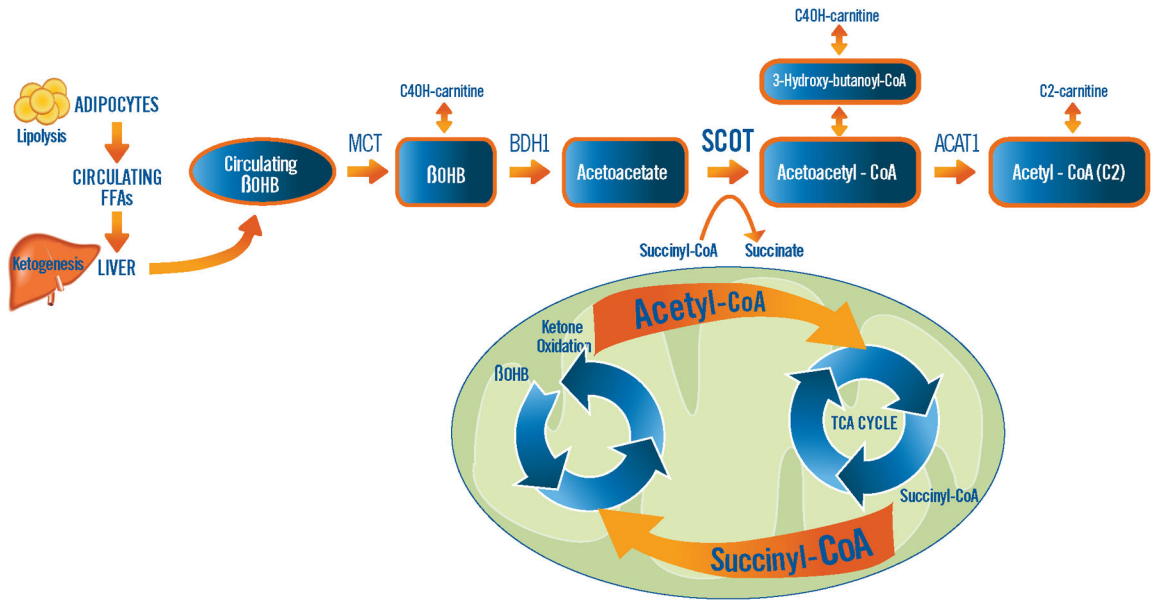 ADIPOCYTES
Lipolysis
CIRCULATING
FFAs
Ketogenesis
LIVER
Circulating
ßOHB
MCT
C4OH-carnitine
ßOHB
BDH1
Acetoacetate
SCOT
Succinyl-CoA
Succinate
C4OH-carnitine
3-Hydroxy-butanoyl-CoA
Acetoacetyl - CoA
ACAT1
C2-carnitine
Acetyl - CoA (C2)
Acetyl-CoA
Ketone
Oxidation
ßOHB
TCA CYCLE
Succinyl-CoA
Succinyl-CoA